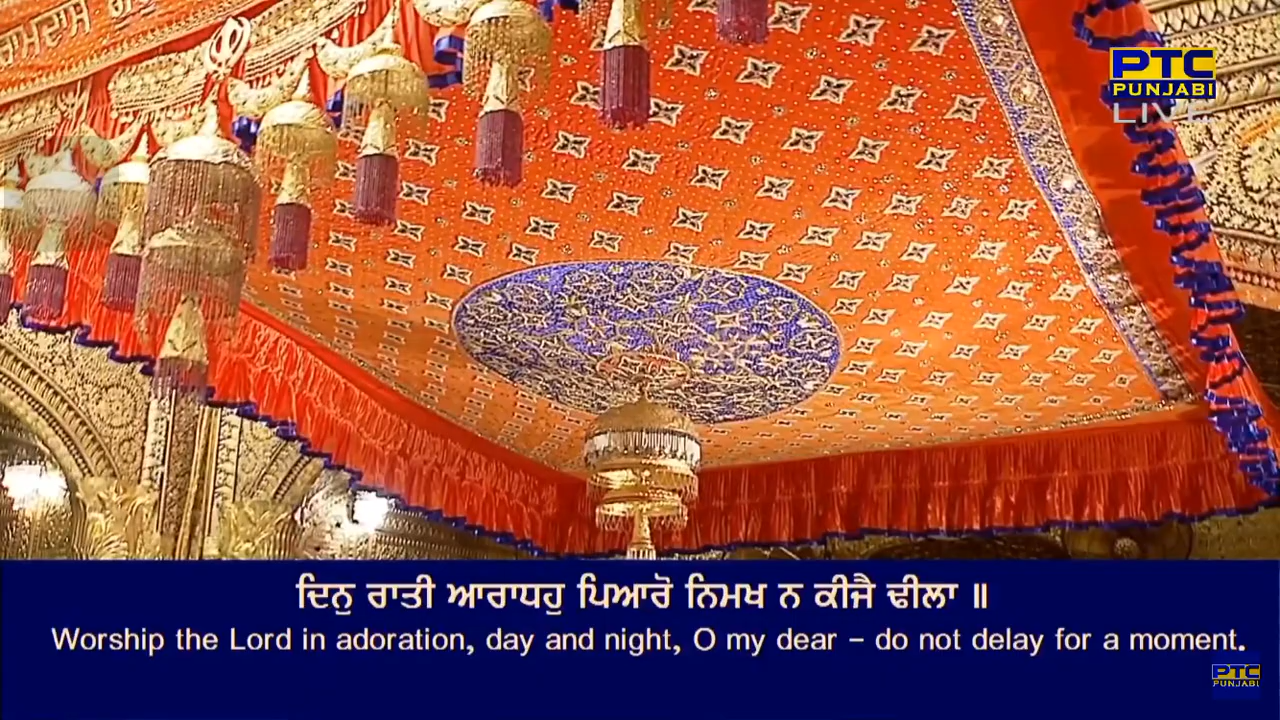 ਰਾਮਦਾਸ
PTC
PUNJABI
LIVE
ਦਿਨੁ ਰਾਤੀ ਆਰਾਧਹੁ ਪਿਆਰੋ ਨਿਮਖ ਨ ਕੀਜੈ ਢੀਲਾ ॥
Worship the Lord in adoration, day and night, O my dear – do not delay for a moment.
PTC
PUNJABI